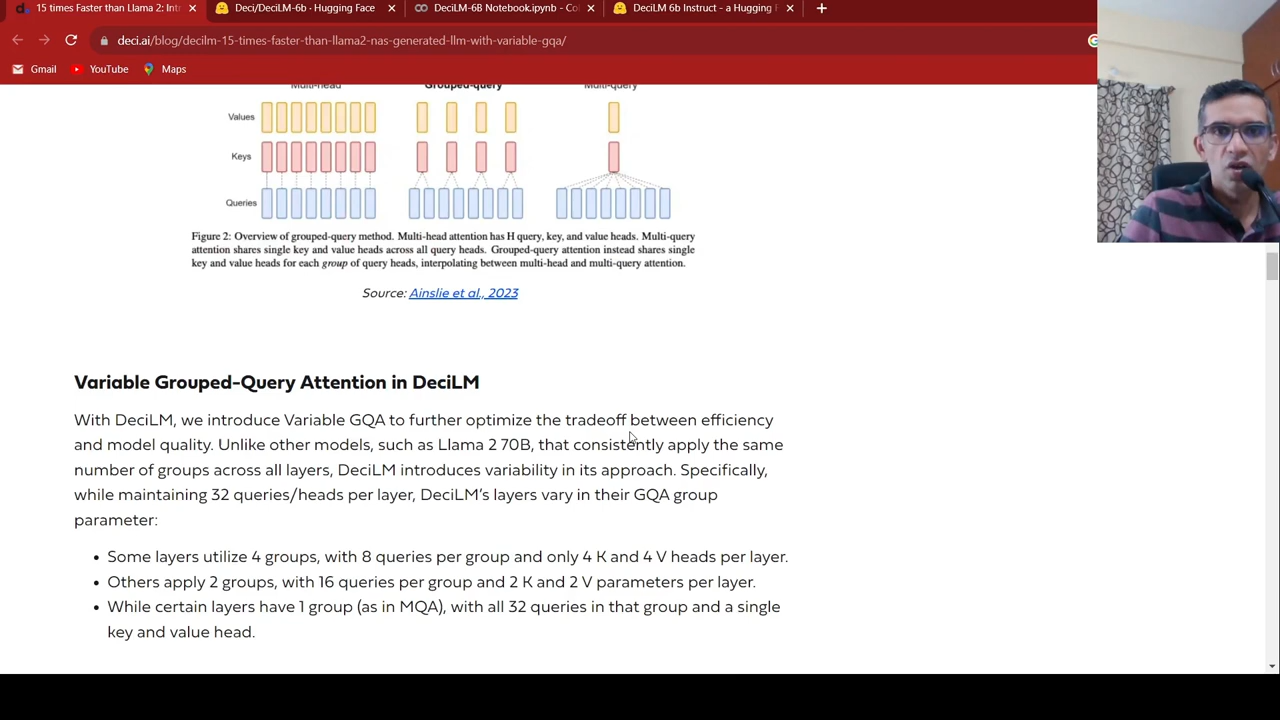 15 times Faster than Llama 2: Int
Deci/DeciLM-6b · Hugging Face
DeciLM-6B Notebook.ipynb - Co
DeciLM 6b Instruct - a Hugging F
deci.ai/blog/decilm-15-times-faster-than-llama2-nas-generated-llm-with-variable-gqa/
Gmail
YouTube
Maps
Multi-head
Grouped-query
Multi-query
Values
Keys
Queries
Figure 2: Overview of grouped-query method. Multi-head attention has H query, key, and value heads. Multi-query
attention shares single key and value heads across all query heads. Grouped-query attention instead shares single
key and value heads for each group of query heads, interpolating between multi-head and multi-query attention.
Source: Ainslie et al., 2023
Variable Grouped-Query Attention in DeciLM
With DeciLM, we introduce Variable GQA to further optimize the tradeoff between efficiency
and model quality. Unlike other models, such as Llama 2 70B, that consistently apply the same
number of groups across all layers, DeciLM introduces variability in its approach. Specifically,
while maintaining 32 queries/heads per layer, DeciLM's layers vary in their GQA group
parameter:
• Some layers utilize 4 groups, with 8 queries per group and only 4 K and 4 V heads per layer.
• Others apply 2 groups, with 16 queries per group and 2 K and 2 V parameters per layer.
• While certain layers have 1 group (as in MQA), with all 32 queries in that group and a single
key and value head.